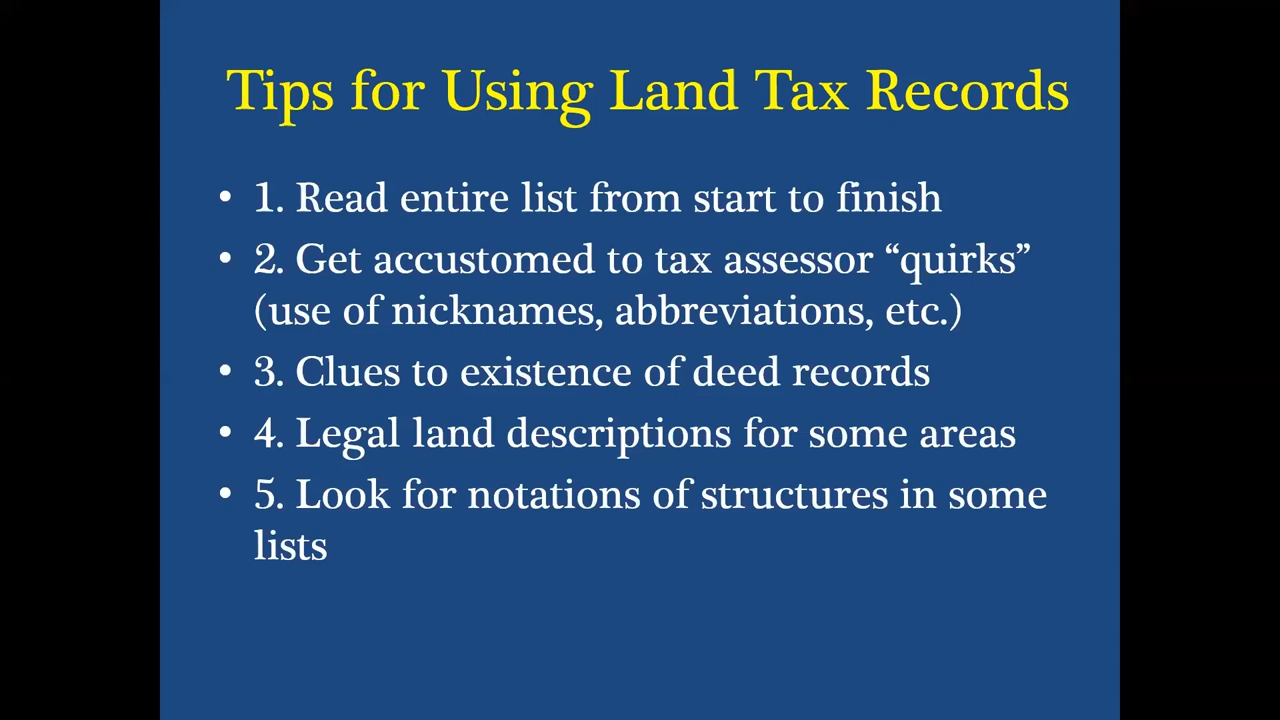 Tips for Using Land Tax Records
• 1. Read entire list from start to finish
• 2. Get accustomed to tax assessor “quirks”
(use of nicknames, abbreviations, etc.)
• 3. Clues to existence of deed records
• 4. Legal land descriptions for some areas
• 5. Look for notations of structures in some
lists